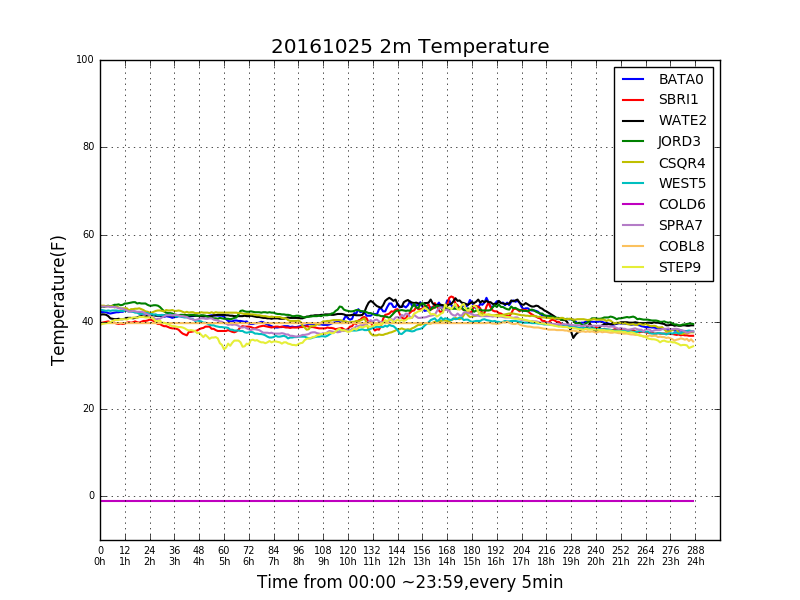 20161025 2m Temperature
100
80
60
40
20
0
Temperature(F)
BATA0
SBRI1
WATE2
JORD3
CSQR4
WEST5
COLD6
SPRA7
COBL8
STEP9
0 12 24 36 48 60 72 84 96 108 120 132 144 156 168 180 192 204 216 228 240 252 264 276 288
0h 1h 2h 3h 4h 5h 6h 7h 8h 9h 10h 11h 12h 13h 14h 15h 16h 17h 18h 19h 20h 21h 22h 23h 24h
Time from 00:00 ~23:59,every 5min